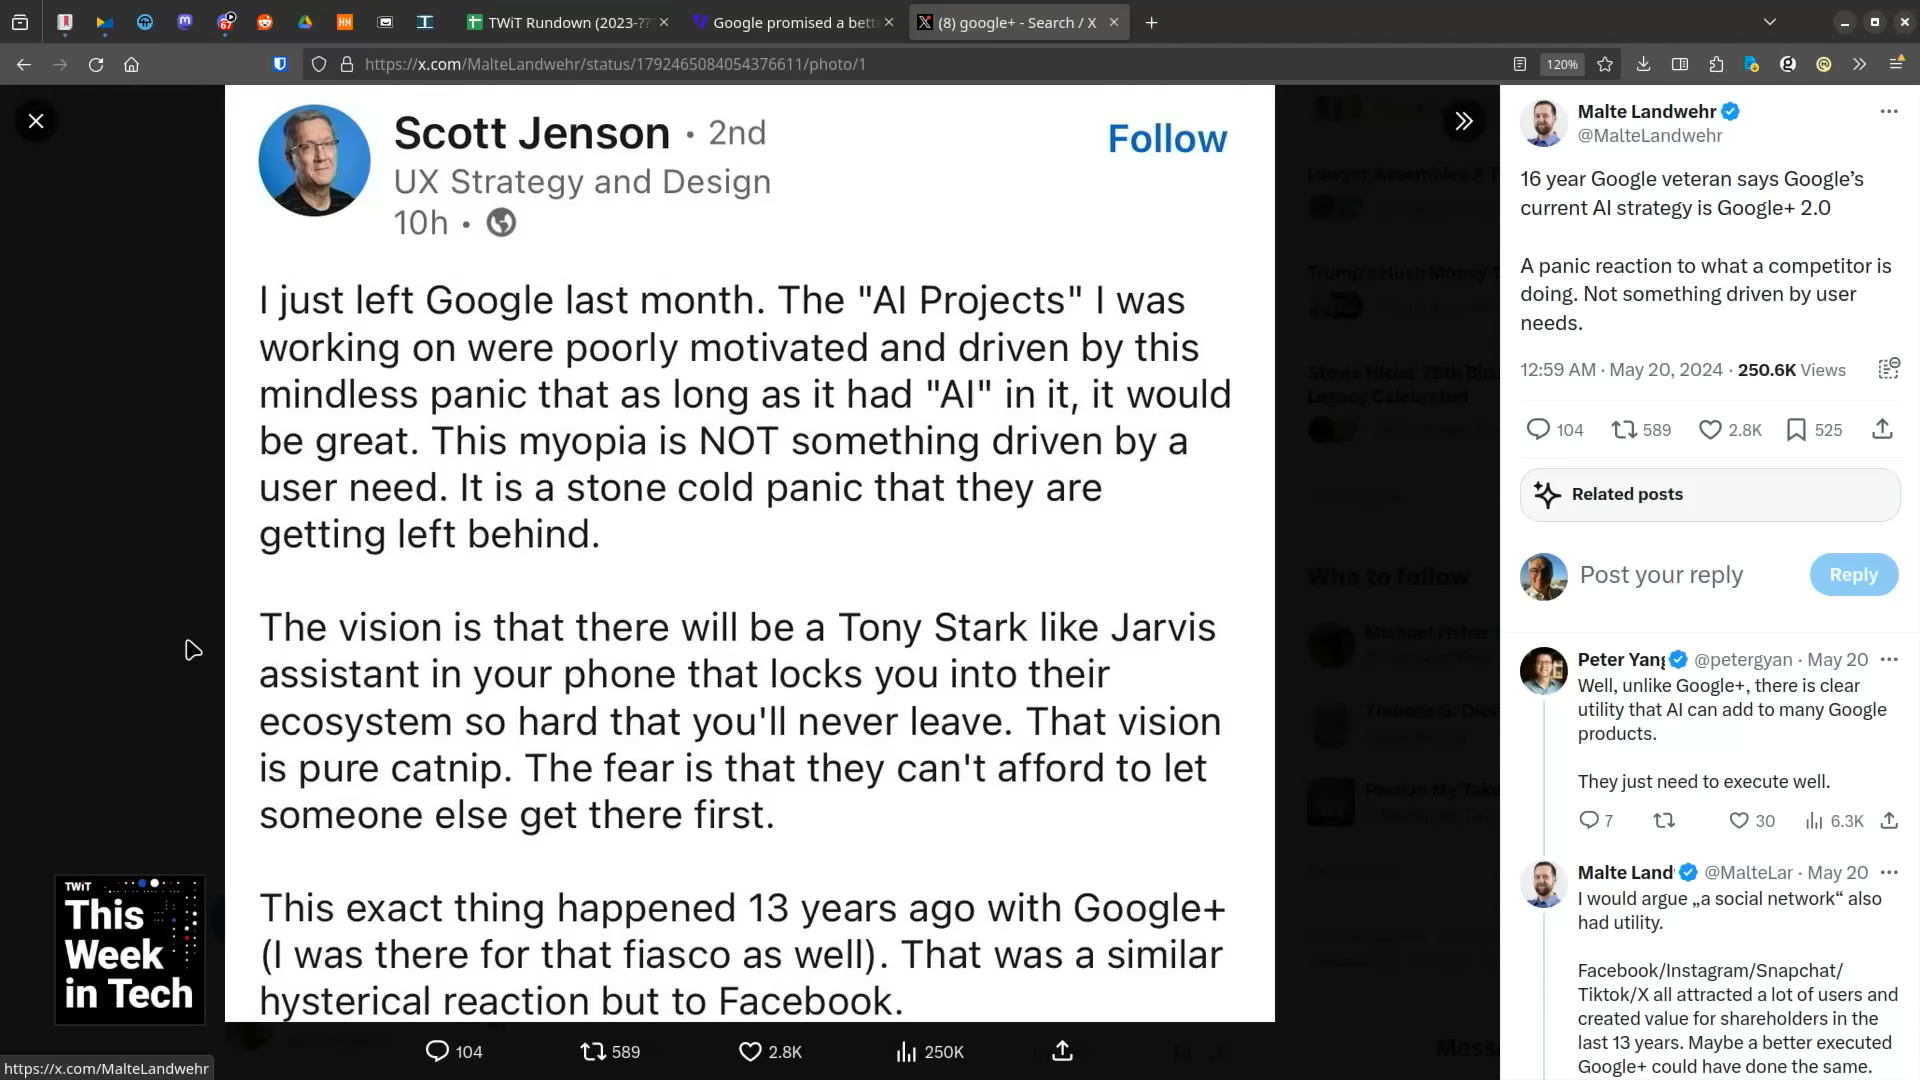 TWiT Rundown (2023-??
Google promised a bett
(8) google+ - Search / X
https://x.com/MalteLandwehr/status/1792465084054376611/photo/1
120%
Scott Jenson · 2nd
Follow
UX Strategy and Design
10h ·
I just left Google last month. The "AI Projects" I was
working on were poorly motivated and driven by this
mindless panic that as long as it had "AI" in it, it would
be great. This myopia is NOT something driven by a
user need. It is a stone cold panic that they are
getting left behind.
The vision is that there will be a Tony Stark like Jarvis
assistant in your phone that locks you into their
ecosystem so hard that you'll never leave. That vision
is pure catnip. The fear is that they can't afford to let
someone else get there first.
This exact thing happened 13 years ago with Google+
(I was there for that fiasco as well). That was a similar
hysterical reaction but to Facebook.
104 589 2.8K 250K
TWiT
This
Week
in Tech
https://x.com/MalteLandwehr
Who to follow
Malte Landwehr
@MalteLandwehr
16 year Google veteran says Google's
current AI strategy is Google+ 2.0
A panic reaction to what a competitor is
doing. Not something driven by user
needs.
12:59 AM · May 20, 2024 · 250.6K Views
104 589 2.8K 525
Related posts
Post your reply
Reply
Peter Yang @petergyan · May 20
Well, unlike Google+, there is clear
utility that AI can add to many Google
products.
They just need to execute well.
7 30 6.3K
Malte Land @MalteLar · May 20
I would argue „a social network“ also
had utility.
Facebook/Instagram/Snapchat/
Tiktok/X all attracted a lot of users and
created value for shareholders in the
last 13 years. Maybe a better executed
Google+ could have done the same.